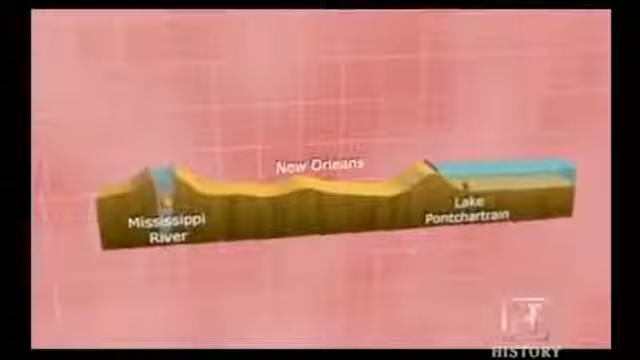 New Orleans
Mississippi
River
Lake
Pontchartrain
H
HISTORY